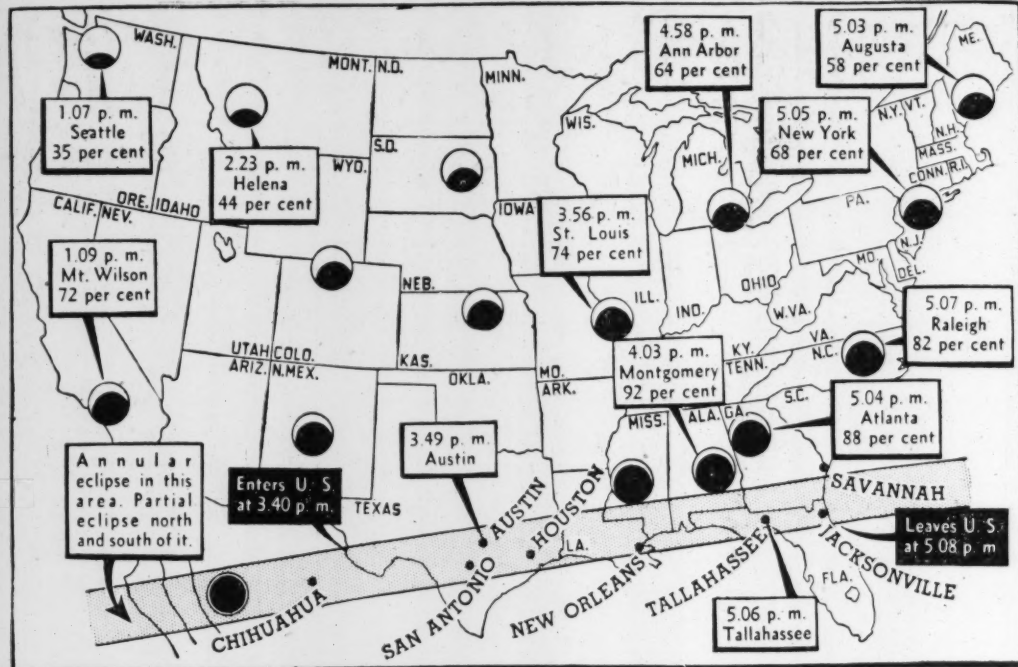 WASH.
MONT.
N.D.
MINN.
4.58 p. m.
Ann Arbor
64 per cent
5.03 p. m.
Augusta
58 per cent
ME.
1.07 p. m.
Seattle
35 per cent
2.23 p. m.
Helena
44 per cent
WYO.
S.D.
WIS.
MICH.
5.05 p. m.
New York
68 per cent
N.Y.
VT.
N.H.
MASS.
CONN.
R.I.
ORE.
IDAHO
CALIF.
NEV.
IOWA
3.56 p. m.
St. Louis
74 per cent
PA.
N.J.
MD.
DEL.
1.09 p. m.
Mt. Wilson
72 per cent
NEB.
ILL.
IND.
OHIO
W.VA.
5.07 p. m.
Raleigh
82 per cent
UTAH
COLO.
ARIZ.
N.MEX.
KAS.
OKLA.
MO.
ARK.
4.03 p. m.
Montgomery
92 per cent
KY.
TENN.
VA.
N.C.
S.C.
5.04 p. m.
Atlanta
88 per cent
Annular
eclipse in this
area. Partial
eclipse north
and south of it.
Enters U. S.
at 3.40 p. m.
TEXAS
3.49 p. m.
Austin
MISS.
ALA.
GA.
AUSTIN
HOUSTON
LA.
SAVANNAH
Leaves U. S.
at 5.08 p. m
CHIHUAHUA
SAN ANTONIO
NEW ORLEANS
TALLAHASSEE
JACKSONVILLE
FLA.
5.06 p. m.
Tallahassee